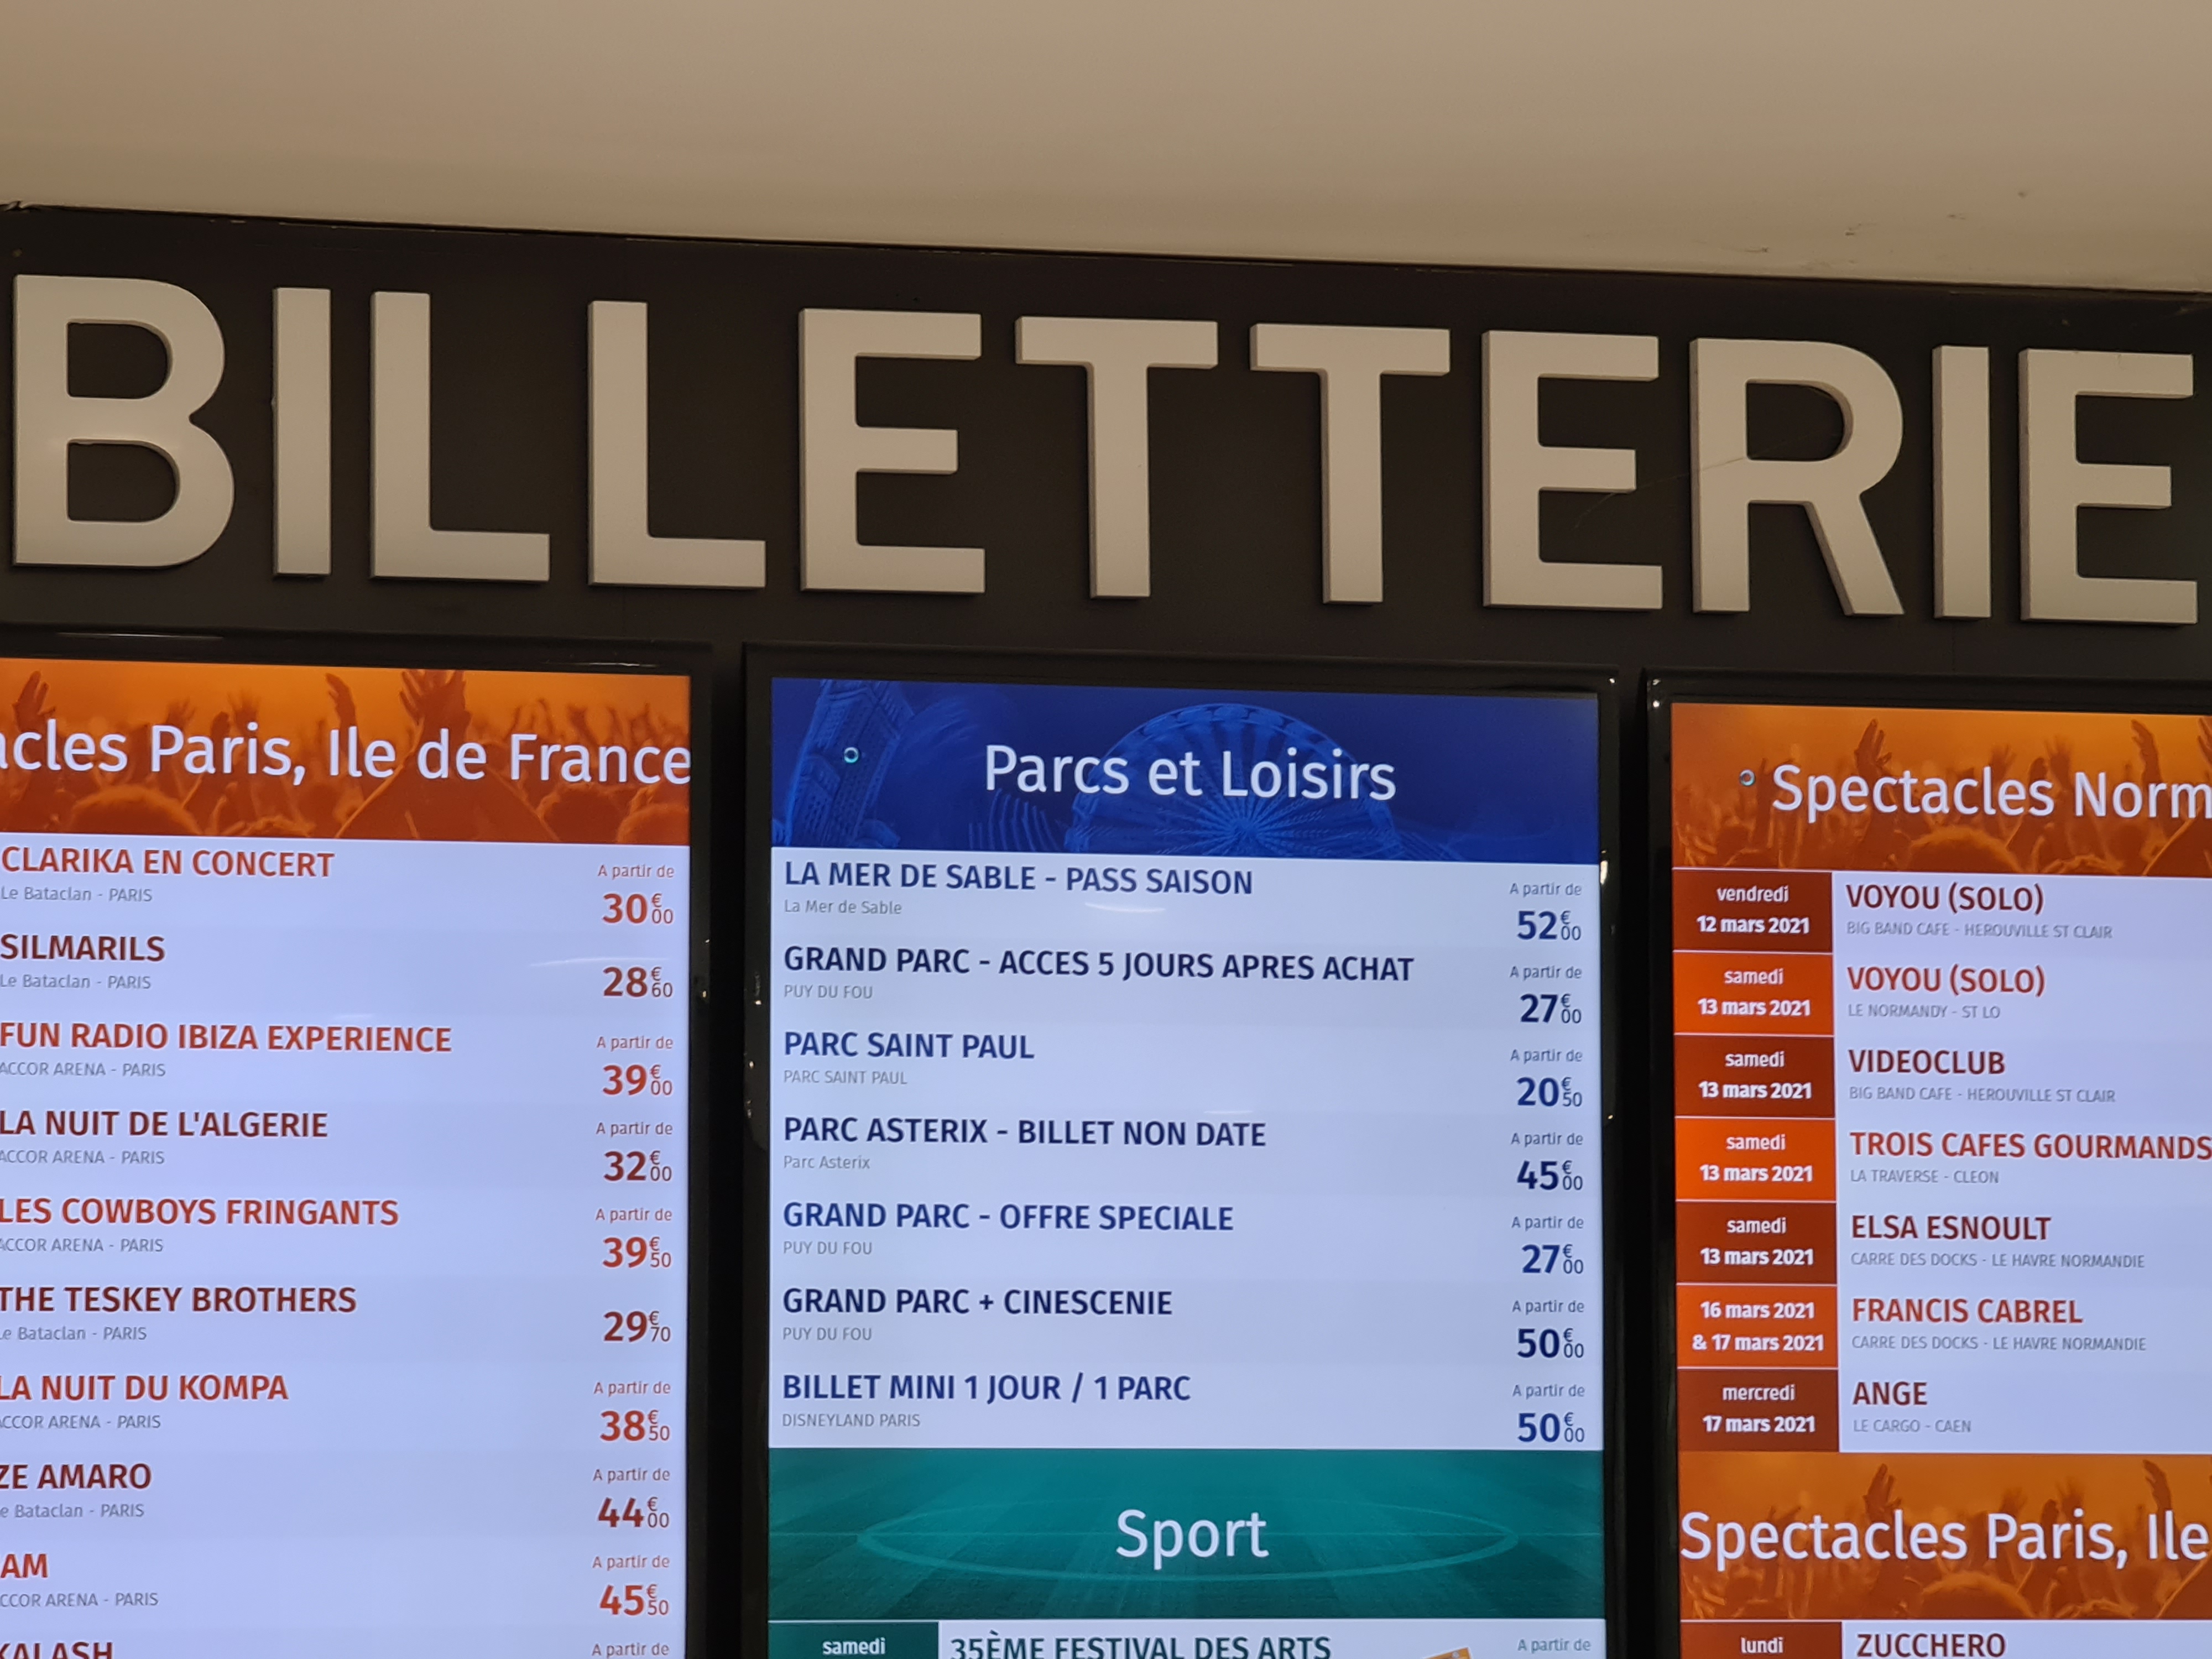 BILLETTERIE
acles Paris, Ile de France
CLARIKA EN CONCERT
Le Bataclan - PARIS
A partir de
30€00
SILMARILS
Le Bataclan - PARIS
28€60
FUN RADIO IBIZA EXPERIENCE
ACCOR ARENA - PARIS
A partir de
39€00
LA NUIT DE L'ALGERIE
ACCOR ARENA - PARIS
A partir de
32€00
LES COWBOYS FRINGANTS
ACCOR ARENA - PARIS
A partir de
39€50
THE TESKEY BROTHERS
Le Bataclan - PARIS
29€70
LA NUIT DU KOMPA
ACCOR ARENA - PARIS
A partir de
38€50
ZE AMARO
e Bataclan - PARIS
A partir de
44€00
AM
CCOR ARENA - PARIS
A partir de
45€50
KALASH
A partir de
Parcs et Loisirs
LA MER DE SABLE - PASS SAISON
La Mer de Sable
A partir de
52€00
GRAND PARC - ACCES 5 JOURS APRES ACHAT
PUY DU FOU
A partir de
27€00
PARC SAINT PAUL
PARC SAINT PAUL
A partir de
20€50
PARC ASTERIX - BILLET NON DATE
Parc Asterix
A partir de
45€00
GRAND PARC - OFFRE SPECIALE
PUY DU FOU
A partir de
27€00
GRAND PARC + CINESCENIE
PUY DU FOU
A partir de
50€00
BILLET MINI 1 JOUR / 1 PARC
DISNEYLAND PARIS
A partir de
50€00
Sport
samedi
35ÈME FESTIVAL DES ARTS
A partir de
Spectacles Norm
vendredi
12 mars 2021
VOYOU (SOLO)
BIG BAND CAFE - HEROUVILLE ST CLAIR
samedi
13 mars 2021
VOYOU (SOLO)
LE NORMANDY - ST LO
samedi
13 mars 2021
VIDEOCLUB
BIG BAND CAFE - HEROUVILLE ST CLAIR
samedi
13 mars 2021
TROIS CAFES GOURMANDS
LA TRAVERSE - CLEON
samedi
13 mars 2021
ELSA ESNOULT
CARRE DES DOCKS - LE HAVRE NORMANDIE
16 mars 2021
& 17 mars 2021
FRANCIS CABREL
CARRE DES DOCKS - LE HAVRE NORMANDIE
mercredi
17 mars 2021
ANGE
LE CARGO - CAEN
Spectacles Paris, Ile
lundi
ZUCCHERO